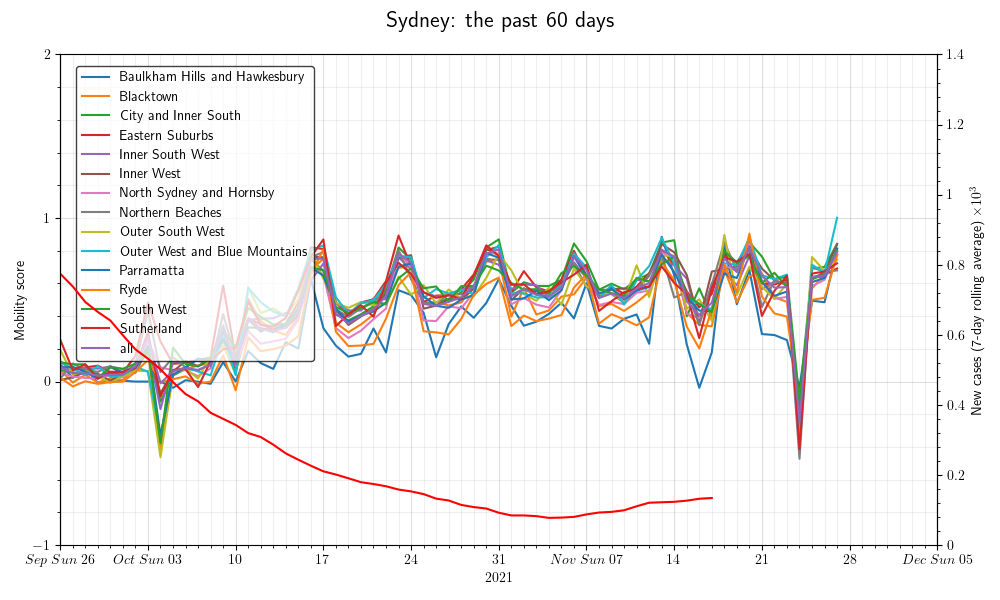 Sydney: the past 60 days
2
1
0
−1
Mobility score
Baulkham Hills and Hawkesbury
Blacktown
City and Inner South
Eastern Suburbs
Inner South West
Inner West
North Sydney and Hornsby
Northern Beaches
Outer South West
Outer West and Blue Mountains
Parramatta
Ryde
South West
Sutherland
all
1.4
1.2
1
0.8
0.6
0.4
0.2
0
New cases (7-day rolling average) ×10³
Sep Sun 26 Oct Sun 03 10 17 24 31 Nov Sun 07 14 21 28 Dec Sun 05
2021